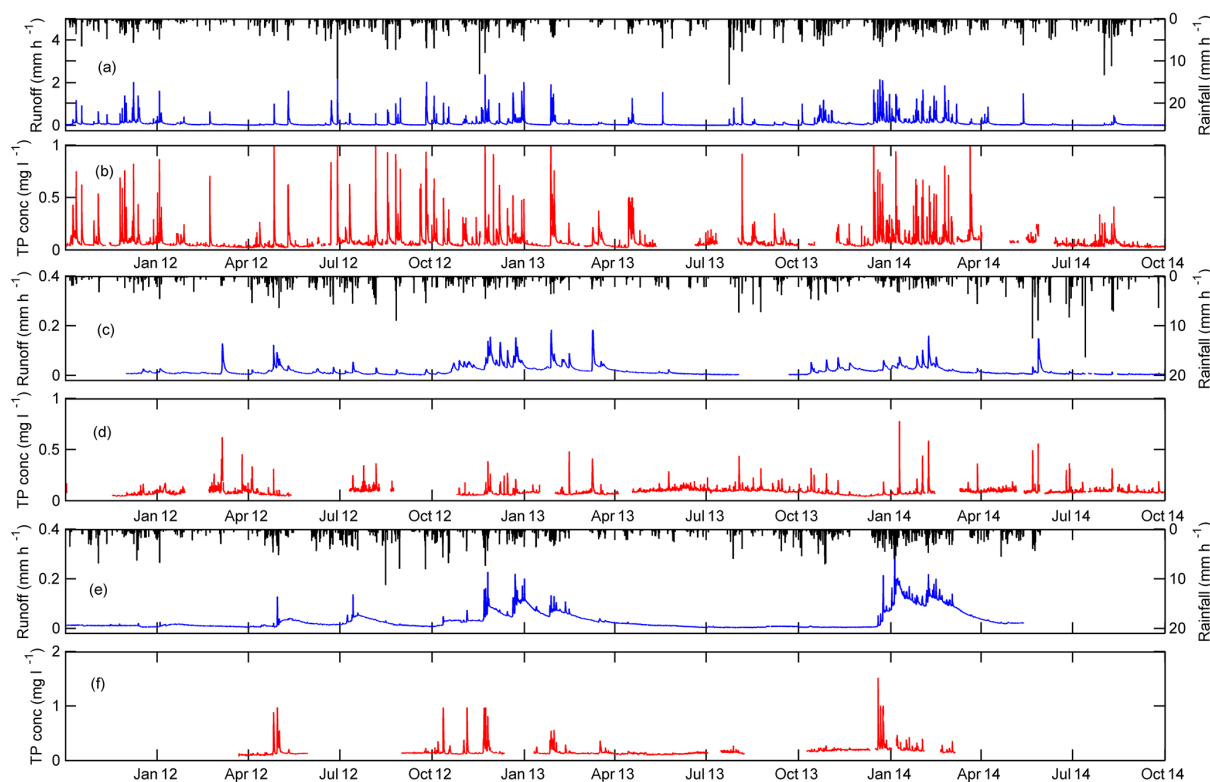 Runoff (mm h⁻¹)
4
2
0
(a)
0
10
20
Rainfall (mm h⁻¹)
TP conc (mg l⁻¹)
1
0.5
0
(b)
Jan 12 Apr 12 Jul 12 Oct 12 Jan 13 Apr 13 Jul 13 Oct 13 Jan 14 Apr 14 Jul 14 Oct 14
Runoff (mm h⁻¹)
0.4
0.2
0
(c)
0
10
20
Rainfall (mm h⁻¹)
TP conc (mg l⁻¹)
1
0.5
0
(d)
Jan 12 Apr 12 Jul 12 Oct 12 Jan 13 Apr 13 Jul 13 Oct 13 Jan 14 Apr 14 Jul 14 Oct 14
Runoff (mm h⁻¹)
0.4
0.2
0
(e)
0
10
20
Rainfall (mm h⁻¹)
TP conc (mg l⁻¹)
2
1
0
(f)
Jan 12 Apr 12 Jul 12 Oct 12 Jan 13 Apr 13 Jul 13 Oct 13 Jan 14 Apr 14 Jul 14 Oct 14